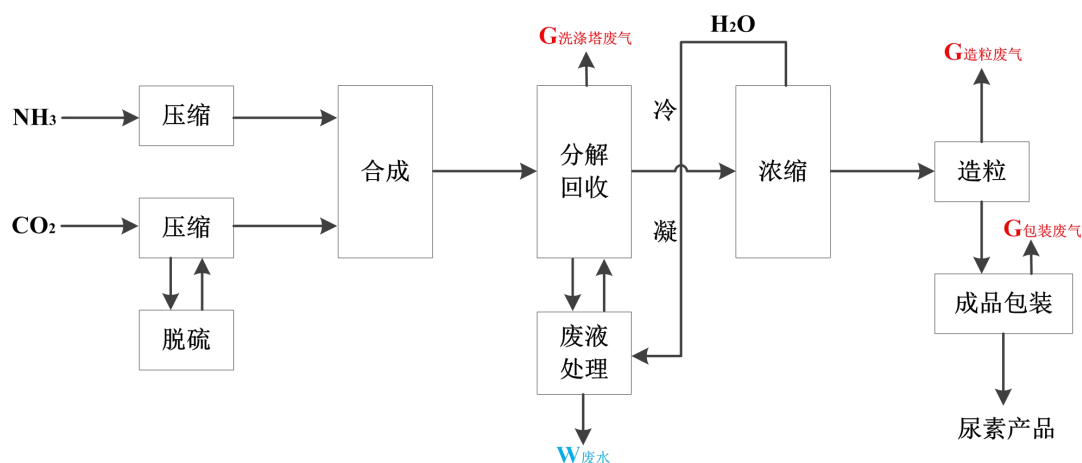 G洗涤塔废气
H₂O
G造粒废气
NH₃
压缩
合成
分解
回收
冷
凝
浓缩
造粒
CO₂
压缩
G包装废气
脱硫
废液
处理
成品包装
W废水
尿素产品